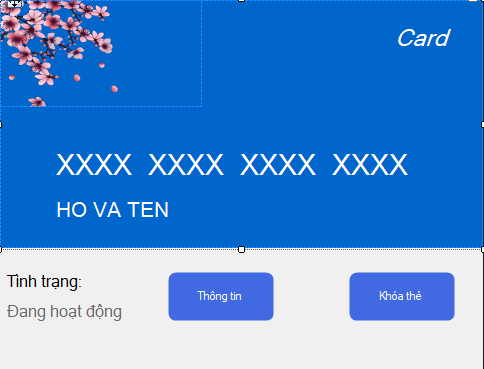 Card
XXXX XXXX XXXX XXXX
HO VA TEN
Tình trạng:
Đang hoạt động
Thông tin
Khóa thẻ